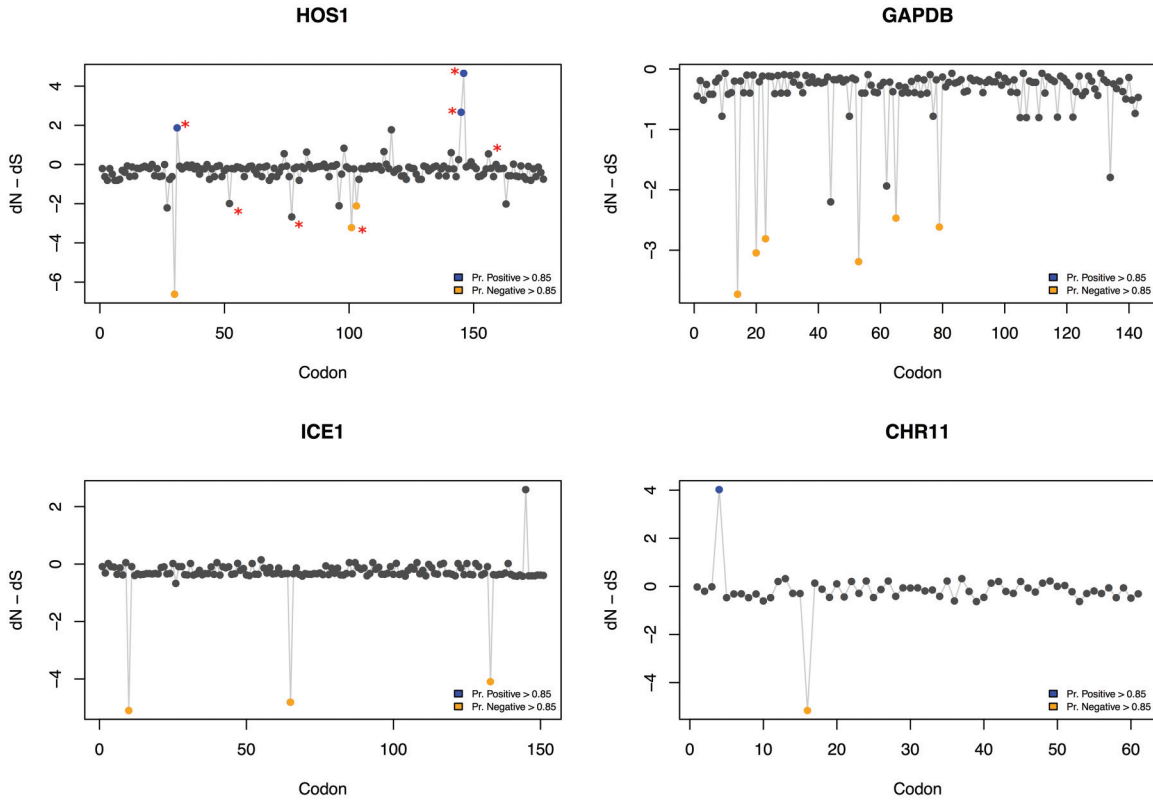 HOS1
dN − dS
4
2
0
−2
−4
−6
*
*
*
*
*
*
*
Pr. Positive > 0.85
Pr. Negative > 0.85
0
50
100
150
Codon
GAPDB
dN − dS
0
−1
−2
−3
Pr. Positive > 0.85
Pr. Negative > 0.85
0
20
40
60
80
100
120
140
Codon
ICE1
dN − dS
2
0
−2
−4
Pr. Positive > 0.85
Pr. Negative > 0.85
0
50
100
150
Codon
CHR11
dN − dS
4
2
0
−2
−4
Pr. Positive > 0.85
Pr. Negative > 0.85
0
10
20
30
40
50
60
Codon